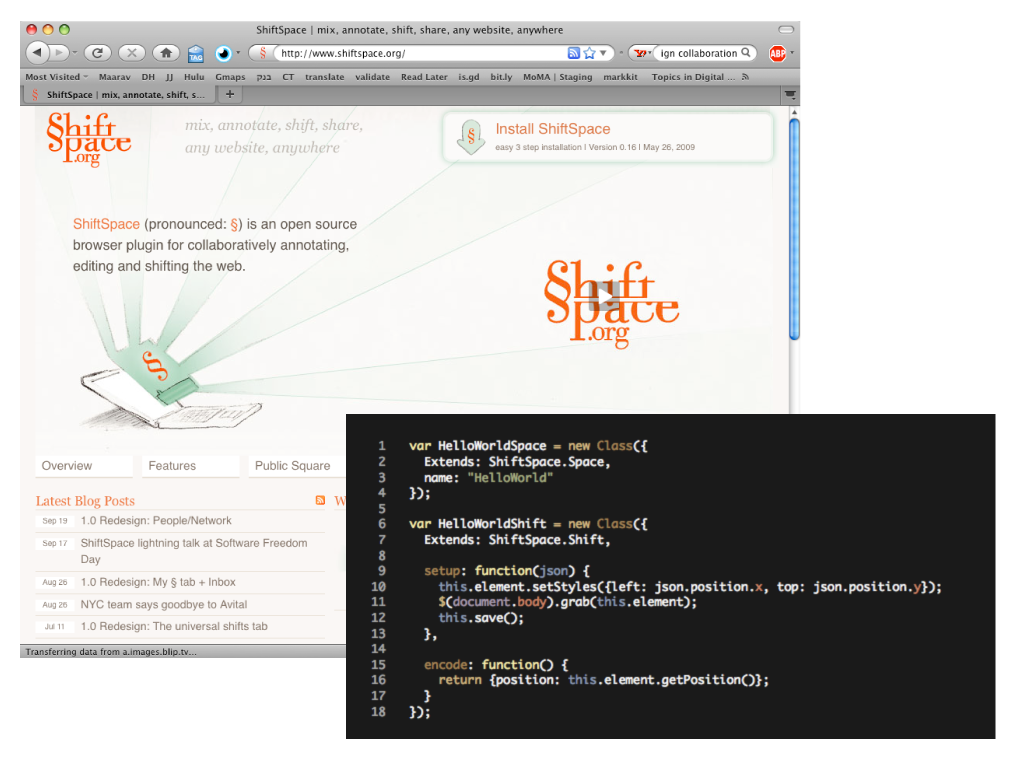 ShiftSpace | mix, annotate, shift, share, any website, anywhere
TAG § http://www.shiftspace.org/ ign collaboration ABP
Most Visited Maarav DH JJ Hulu Gmaps בנק CT translate validate Read Later is.gd bit.ly MoMA | Staging markkit Topics in Digital ...
§ ShiftSpace | mix, annotate, shift, s... +
§hift
Space
.org
mix, annotate, shift, share,
any website, anywhere
§
Install ShiftSpace
easy 3 step installation | Version 0.16 | May 26, 2009
ShiftSpace (pronounced: §) is an open source
browser plugin for collaboratively annotating,
editing and shifting the web.
§hift
Space
.org
§
Overview Features Public Square
Latest Blog Posts W
Sep 19 1.0 Redesign: People/Network
Sep 17 ShiftSpace lightning talk at Software Freedom
Day
Aug 26 1.0 Redesign: My § tab + Inbox
Aug 26 NYC team says goodbye to Avital
Jul 11 1.0 Redesign: The universal shifts tab
Transferring data from a.images.blip.tv...
1 var HelloWorldSpace = new Class({
2 Extends: ShiftSpace.Space,
3 name: "HelloWorld"
4 });
5
6 var HelloWorldShift = new Class({
7 Extends: ShiftSpace.Shift,
8
9 setup: function(json) {
10 this.element.setStyles({left: json.position.x, top: json.position.y});
11 $(document.body).grab(this.element);
12 this.save();
13 },
14
15 encode: function() {
16 return {position: this.element.getPosition()};
17 }
18 });